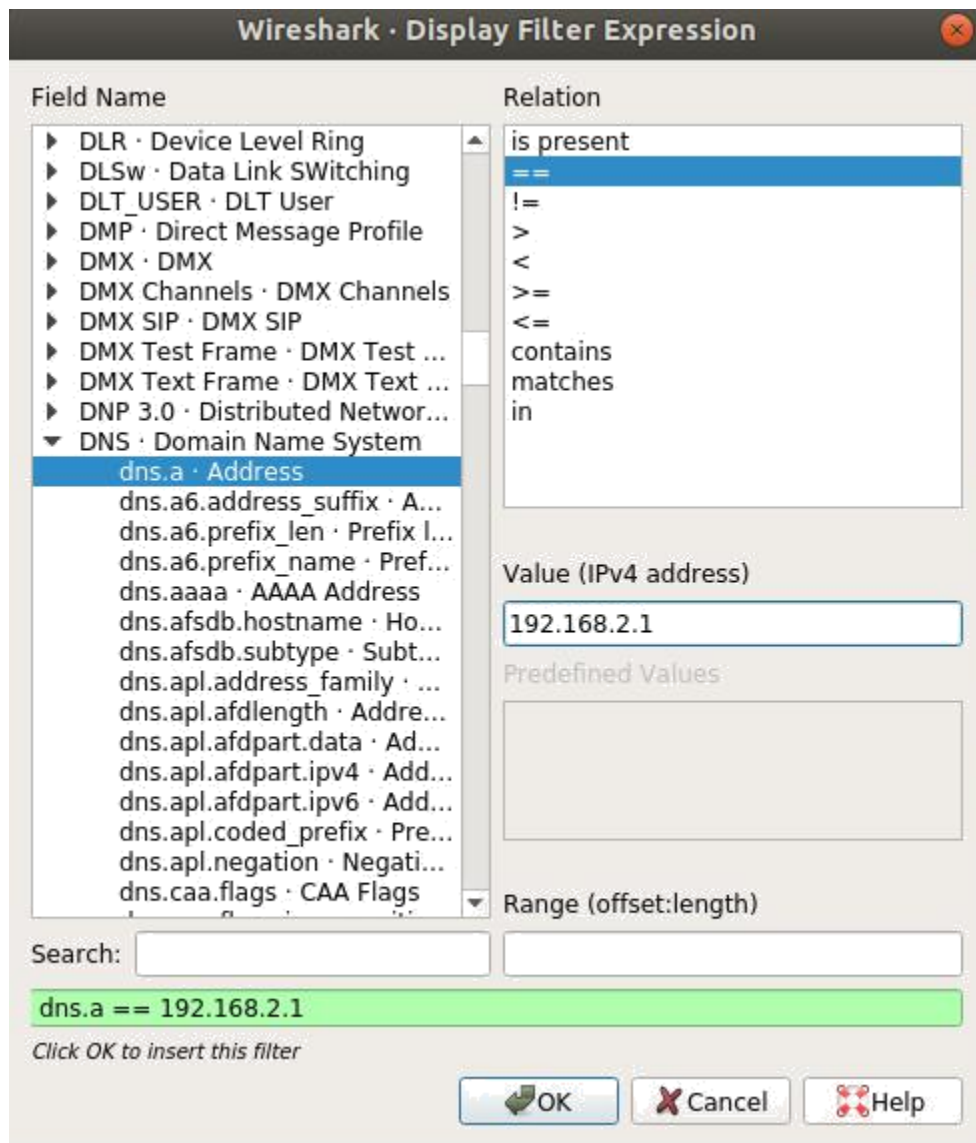 Wireshark · Display Filter Expression
Field Name
DLR · Device Level Ring
DLSw · Data Link SWitching
DLT_USER · DLT User
DMP · Direct Message Profile
DMX · DMX
DMX Channels · DMX Channels
DMX SIP · DMX SIP
DMX Test Frame · DMX Test ...
DMX Text Frame · DMX Text ...
DNP 3.0 · Distributed Networ...
DNS · Domain Name System
dns.a · Address
dns.a6.address_suffix · A...
dns.a6.prefix_len · Prefix l...
dns.a6.prefix_name · Pref...
dns.aaaa · AAAA Address
dns.afsdb.hostname · Ho...
dns.afsdb.subtype · Subt...
dns.apl.address_family · ...
dns.apl.afdlength · Addre...
dns.apl.afdpart.data · Ad...
dns.apl.afdpart.ipv4 · Add...
dns.apl.afdpart.ipv6 · Add...
dns.apl.coded_prefix · Pre...
dns.apl.negation · Negati...
dns.caa.flags · CAA Flags
Search:
Relation
is present
==
!=
>
<
>=
<=
contains
matches
in
Value (IPv4 address)
192.168.2.1
Predefined Values
Range (offset:length)
dns.a == 192.168.2.1
Click OK to insert this filter
OK
Cancel
Help